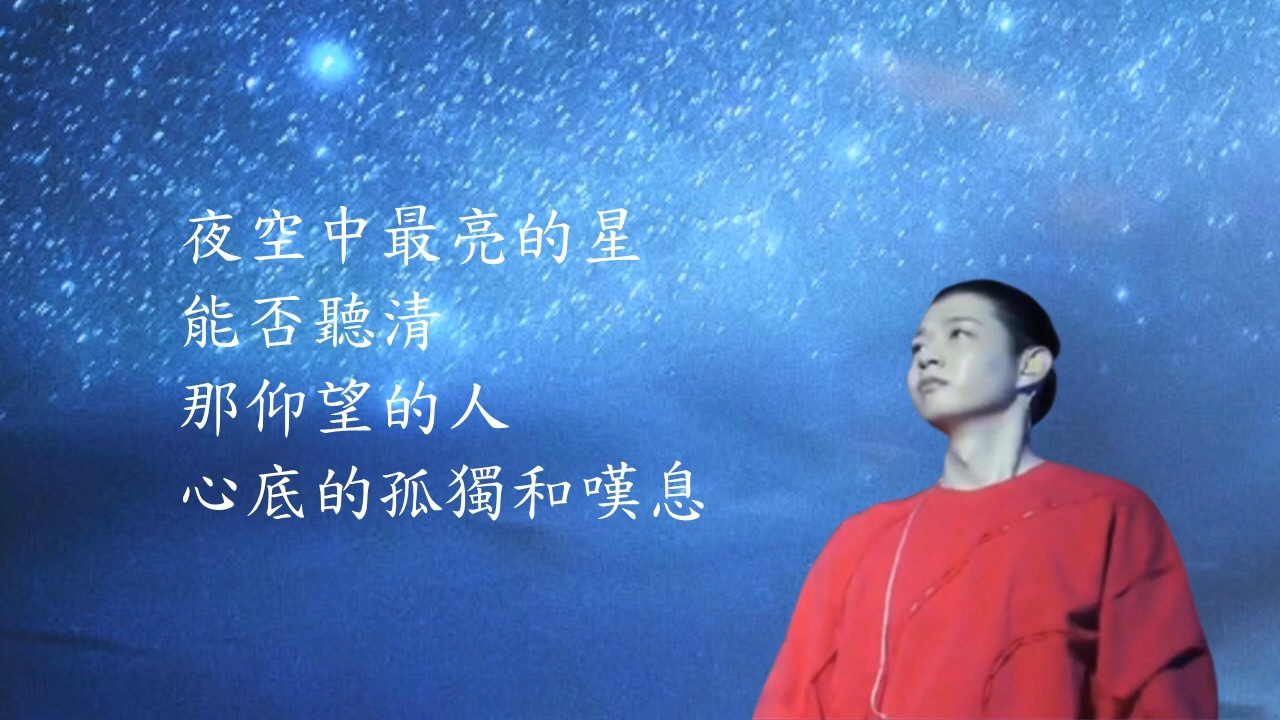 夜空中最亮的星
能否聽清
那仰望的人
心底的孤獨和嘆息